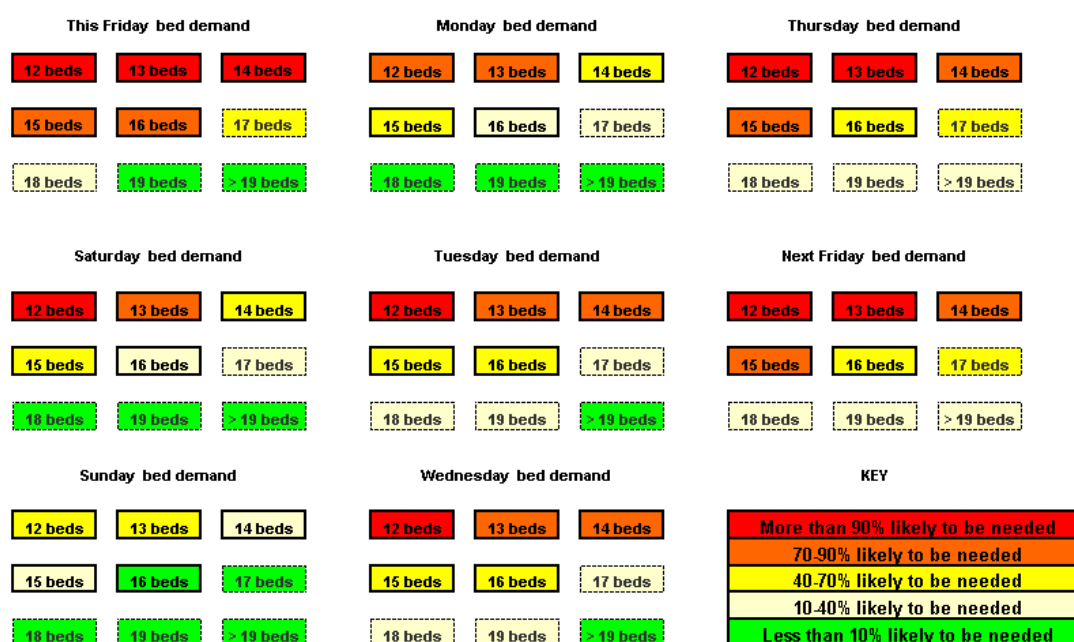 This Friday bed demand
12 beds 13 beds 14 beds
15 beds 16 beds 17 beds
18 beds 19 beds > 19 beds
Monday bed demand
12 beds 13 beds 14 beds
15 beds 16 beds 17 beds
18 beds 19 beds > 19 beds
Thursday bed demand
12 beds 13 beds 14 beds
15 beds 16 beds 17 beds
18 beds 19 beds > 19 beds
Saturday bed demand
12 beds 13 beds 14 beds
15 beds 16 beds 17 beds
18 beds 19 beds > 19 beds
Tuesday bed demand
12 beds 13 beds 14 beds
15 beds 16 beds 17 beds
18 beds 19 beds > 19 beds
Next Friday bed demand
12 beds 13 beds 14 beds
15 beds 16 beds 17 beds
18 beds 19 beds > 19 beds
Sunday bed demand
12 beds 13 beds 14 beds
15 beds 16 beds 17 beds
18 beds 19 beds > 19 beds
Wednesday bed demand
12 beds 13 beds 14 beds
15 beds 16 beds 17 beds
18 beds 19 beds > 19 beds
KEY
More than 90% likely to be needed
70-90% likely to be needed
40-70% likely to be needed
10-40% likely to be needed
Less than 10% likely to be needed